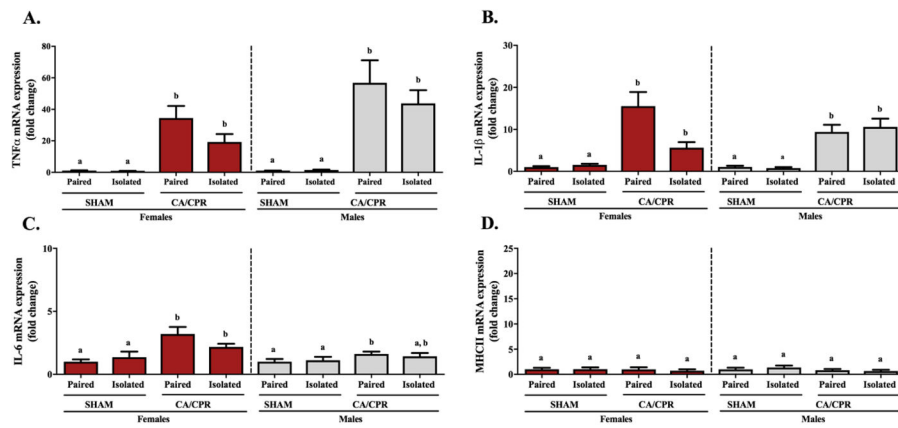 A.
TNFα mRNA expression
(fold change)
80
60
40
20
0
a a b b a a b b
Paired Isolated Paired Isolated Paired Isolated Paired Isolated
SHAM CA/CPR SHAM CA/CPR
Females Males
B.
IL-1β mRNA expression
(fold change)
30
20
10
0
a a b b a a b b
Paired Isolated Paired Isolated Paired Isolated Paired Isolated
SHAM CA/CPR SHAM CA/CPR
Females Males
C.
IL-6 mRNA expression
(fold change)
10
5
0
a a b b a a b a, b
Paired Isolated Paired Isolated Paired Isolated Paired Isolated
SHAM CA/CPR SHAM CA/CPR
Females Males
D.
MHCII mRNA expression
(fold change)
25
20
15
10
5
0
a a a a a a a a
Paired Isolated Paired Isolated Paired Isolated Paired Isolated
SHAM CA/CPR SHAM CA/CPR
Females Males